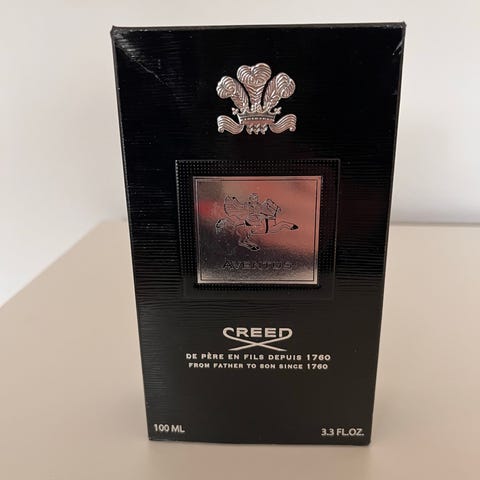 AVENTUS
CREED
DE PÈRE EN FILS DEPUIS 1760
FROM FATHER TO SON SINCE 1760
100 ML
3.3 FL.OZ.